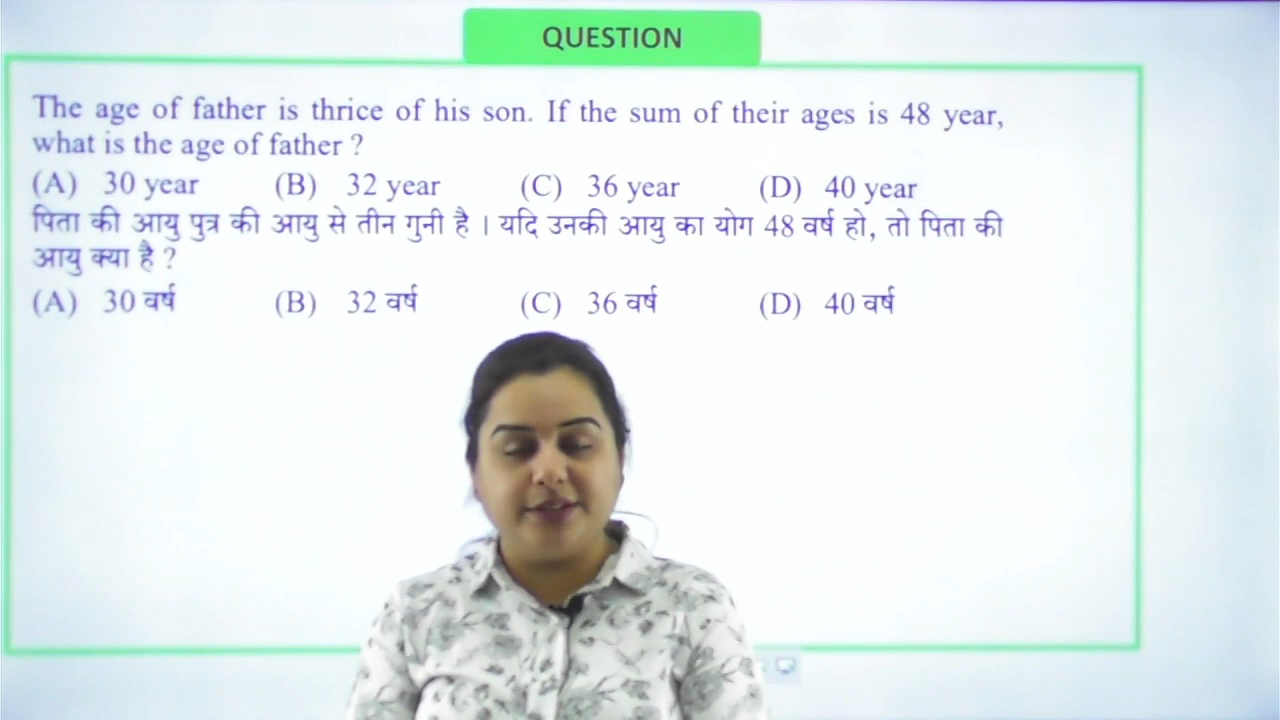 QUESTION
The age of father is thrice of his son. If the sum of their ages is 48 year,
what is the age of father ?
(A) 30 year (B) 32 year (C) 36 year (D) 40 year
पिता की आयु पुत्र की आयु से तीन गुनी है । यदि उनकी आयु का योग 48 वर्ष हो, तो पिता की
आयु क्या है ?
(A) 30 वर्ष (B) 32 वर्ष (C) 36 वर्ष (D) 40 वर्ष